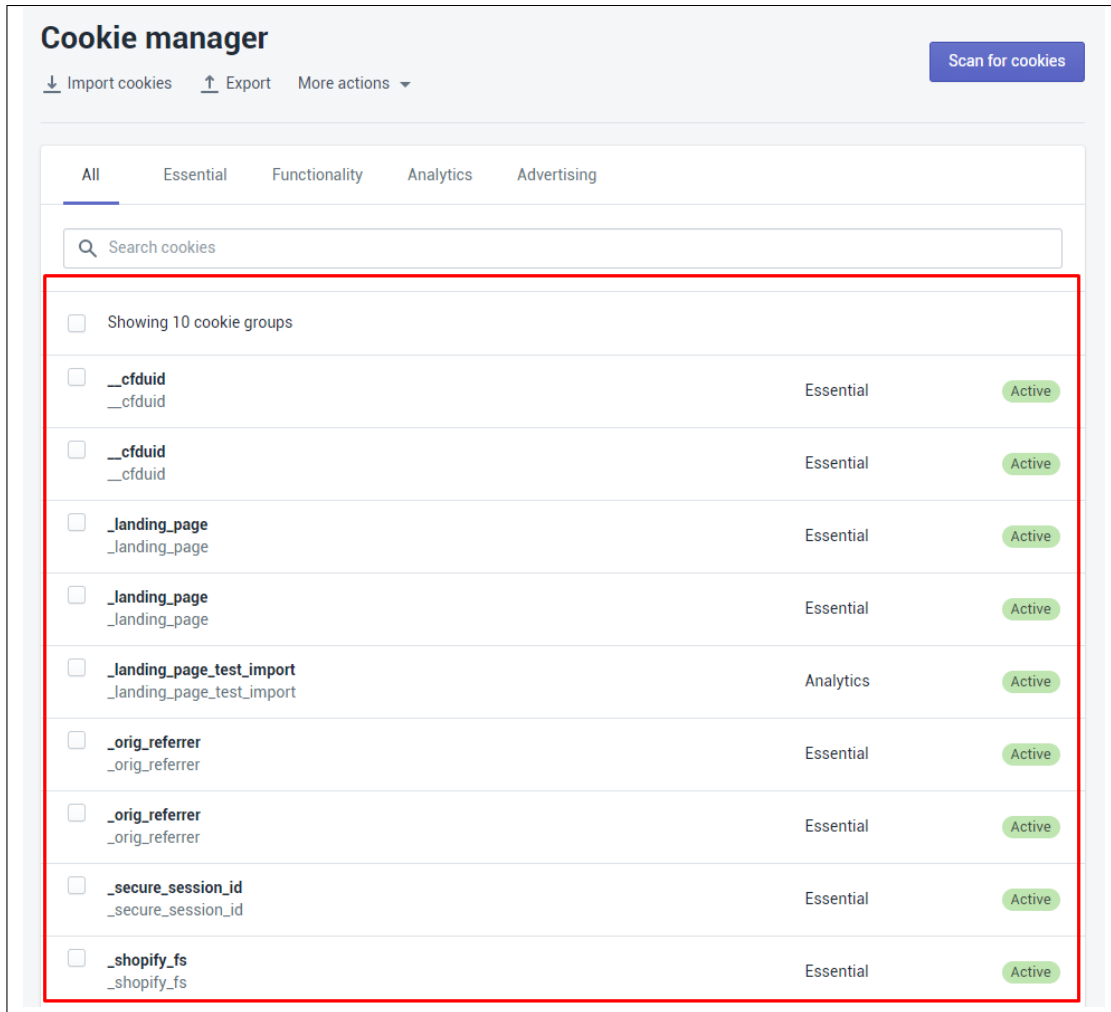 Cookie manager
Import cookies Export More actions
Scan for cookies
All Essential Functionality Analytics Advertising
Search cookies
Showing 10 cookie groups
__cfduid
__cfduid
Essential Active
__cfduid
__cfduid
Essential Active
_landing_page
_landing_page
Essential Active
_landing_page
_landing_page
Essential Active
_landing_page_test_import
_landing_page_test_import
Analytics Active
_orig_referrer
_orig_referrer
Essential Active
_orig_referrer
_orig_referrer
Essential Active
_secure_session_id
_secure_session_id
Essential Active
_shopify_fs
_shopify_fs
Essential Active